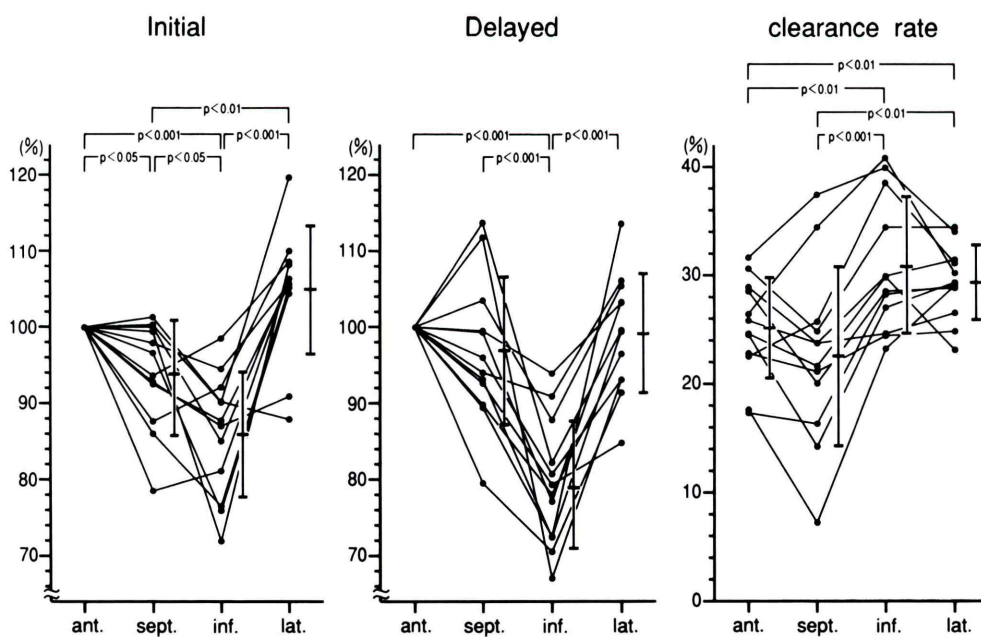 Initial
Delayed
clearance rate
p<0.01
p<0.001 p<0.001
p<0.05 p<0.05
(%)
120
110
100
90
80
70
ant. sept. inf. lat.
p<0.001 p<0.001
p<0.001
(%)
120
110
100
90
80
70
ant. sept. inf. lat.
p<0.01
p<0.01
p<0.01
p<0.001
(%)
40
30
20
10
0
ant. sept. inf. lat.